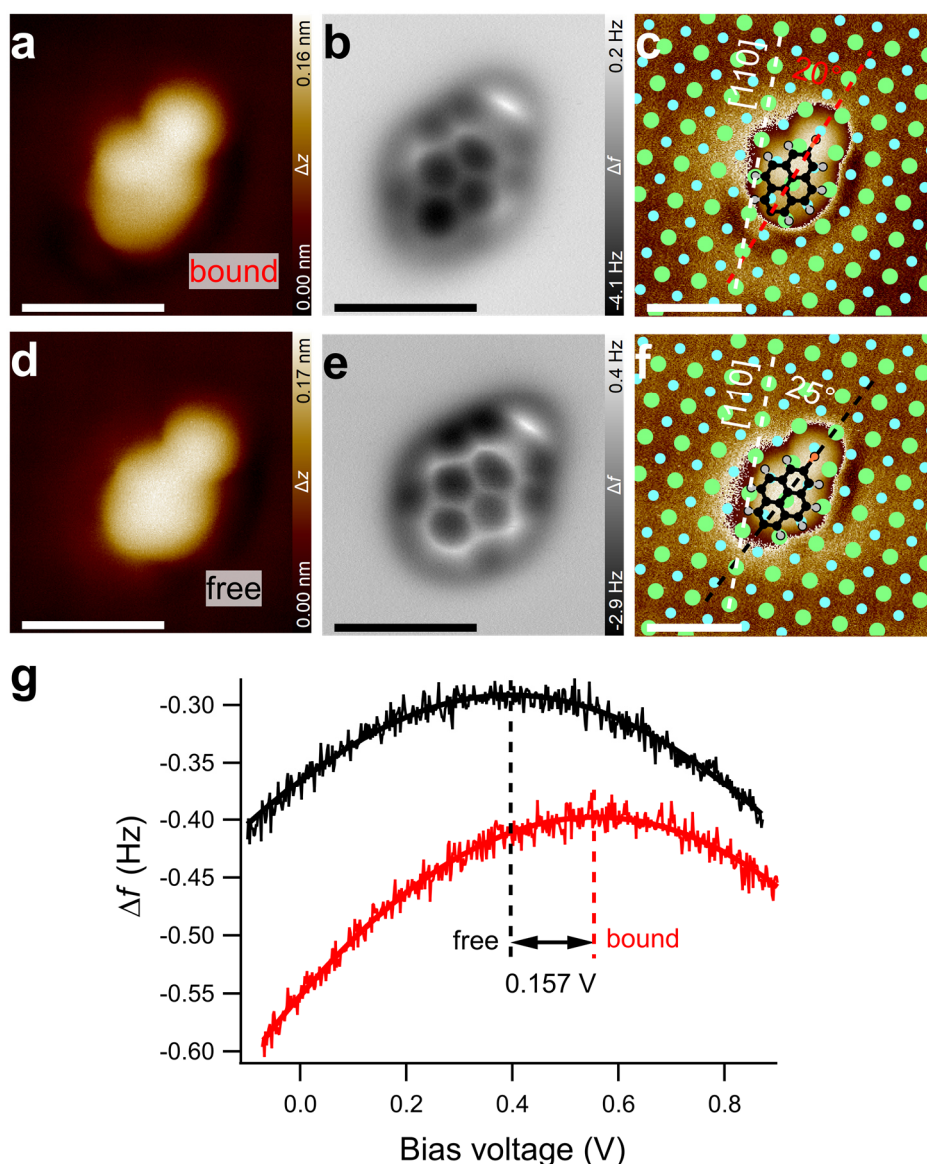 a
0.16 nm
Δz
0.00 nm
bound
b
0.2 Hz
Δf
-4.1 Hz
c
[110]
20°
d
0.17 nm
Δz
0.00 nm
free
e
0.4 Hz
Δf
-2.9 Hz
f
[110]
25°
g
-0.30
-0.35
-0.40
-0.45
-0.50
-0.55
-0.60
Δf (Hz)
free
bound
0.157 V
0.0
0.2
0.4
0.6
0.8
Bias voltage (V)